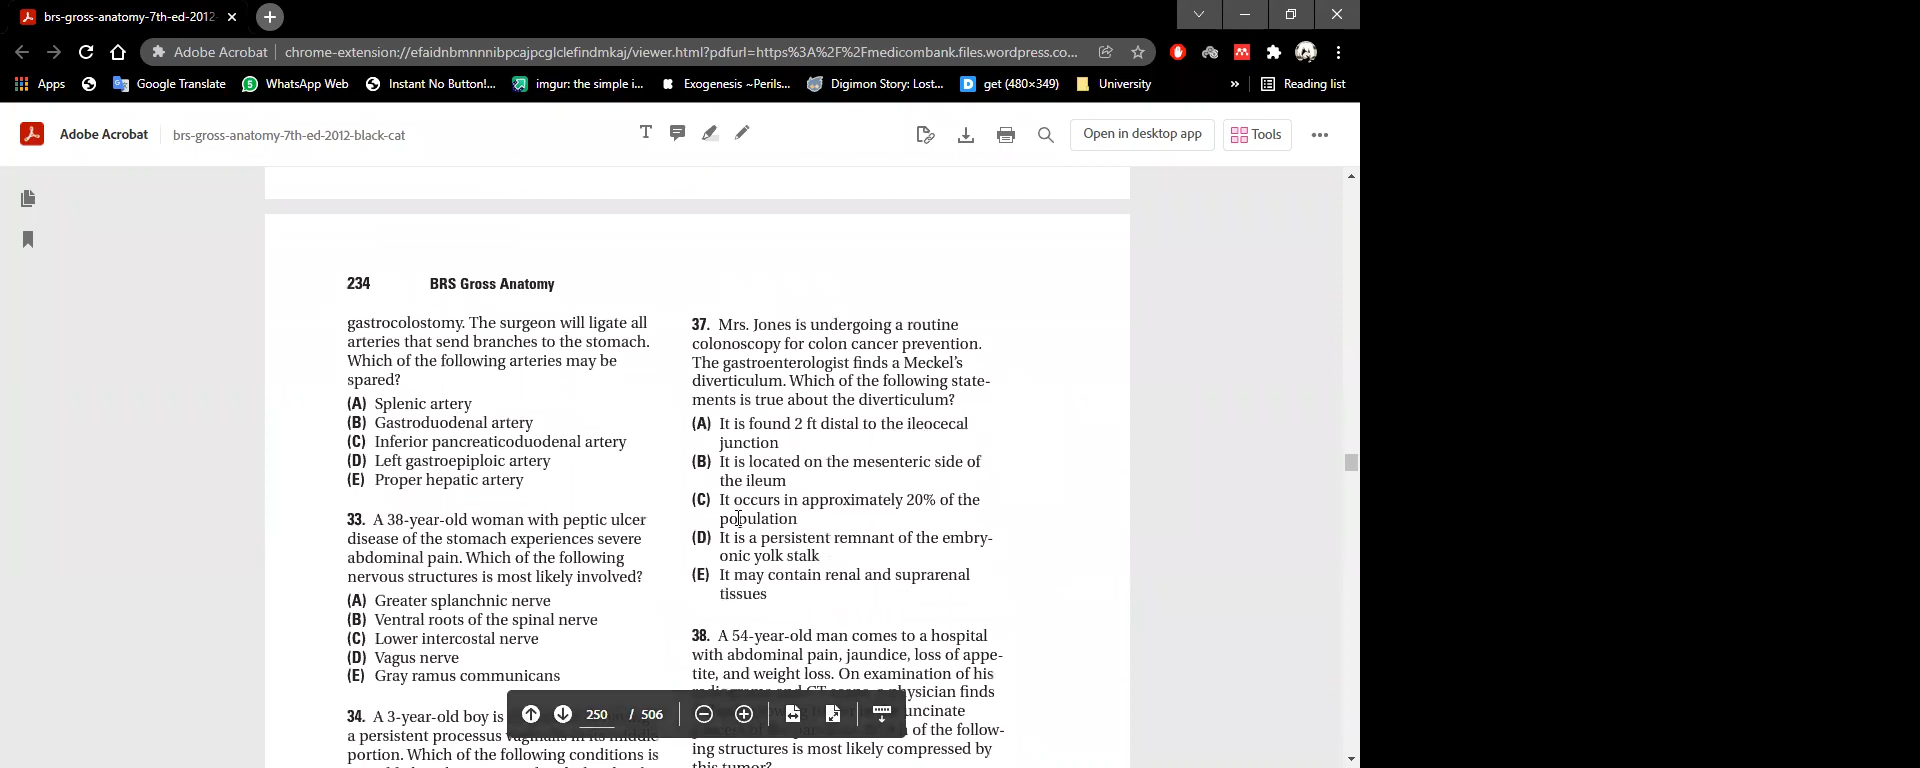 brs-gross-anatomy-7th-ed-2012-
Adobe Acrobat
chrome-extension://efaidnbmnnnibpcajpcglclefindmkaj/viewer.html?pdfurl=https%3A%2F%2Fmedicombank.files.wordpress.co...
Apps
Google Translate
WhatsApp Web
Instant No Button!...
imgur: the simple i...
Exogenesis ~Perils...
Digimon Story: Lost...
get (480×349)
University
»
Reading list
Adobe Acrobat
brs-gross-anatomy-7th-ed-2012-black-cat
Open in desktop app
Tools
234 BRS Gross Anatomy
gastrocolostomy. The surgeon will ligate all
arteries that send branches to the stomach.
Which of the following arteries may be
spared?
(A) Splenic artery
(B) Gastroduodenal artery
(C) Inferior pancreaticoduodenal artery
(D) Left gastroepiploic artery
(E) Proper hepatic artery
33. A 38-year-old woman with peptic ulcer
disease of the stomach experiences severe
abdominal pain. Which of the following
nervous structures is most likely involved?
(A) Greater splanchnic nerve
(B) Ventral roots of the spinal nerve
(C) Lower intercostal nerve
(D) Vagus nerve
(E) Gray ramus communicans
34. A 3-year-old boy is
a persistent processus vaginalis in its middle
portion. Which of the following conditions is
37. Mrs. Jones is undergoing a routine
colonoscopy for colon cancer prevention.
The gastroenterologist finds a Meckel's
diverticulum. Which of the following state-
ments is true about the diverticulum?
(A) It is found 2 ft distal to the ileocecal
junction
(B) It is located on the mesenteric side of
the ileum
(C) It occurs in approximately 20% of the
population
(D) It is a persistent remnant of the embry-
onic yolk stalk
(E) It may contain renal and suprarenal
tissues
38. A 54-year-old man comes to a hospital
with abdominal pain, jaundice, loss of appe-
tite, and weight loss. On examination of his
radiograms and CT scans, a physician finds
uncinate
of the follow-
ing structures is most likely compressed by
this tumor?
250 / 506